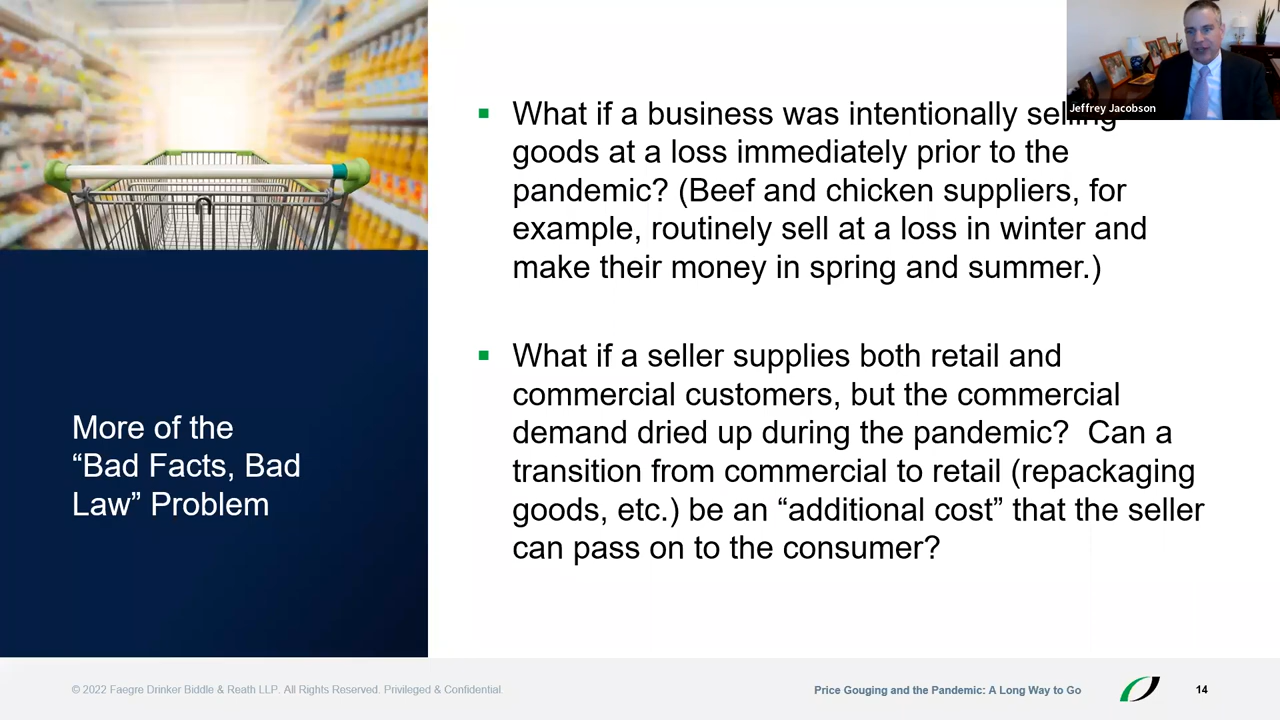 Jeffrey Jacobson
▪ What if a business was intentionally selling
goods at a loss immediately prior to the
pandemic? (Beef and chicken suppliers, for
example, routinely sell at a loss in winter and
make their money in spring and summer.)
▪ What if a seller supplies both retail and
commercial customers, but the commercial
demand dried up during the pandemic?  Can a
transition from commercial to retail (repackaging
goods, etc.) be an “additional cost” that the seller
can pass on to the consumer?
More of the
“Bad Facts, Bad
Law” Problem
© 2022 Faegre Drinker Biddle & Reath LLP. All Rights Reserved. Privileged & Confidential.
Price Gouging and the Pandemic: A Long Way to Go
14